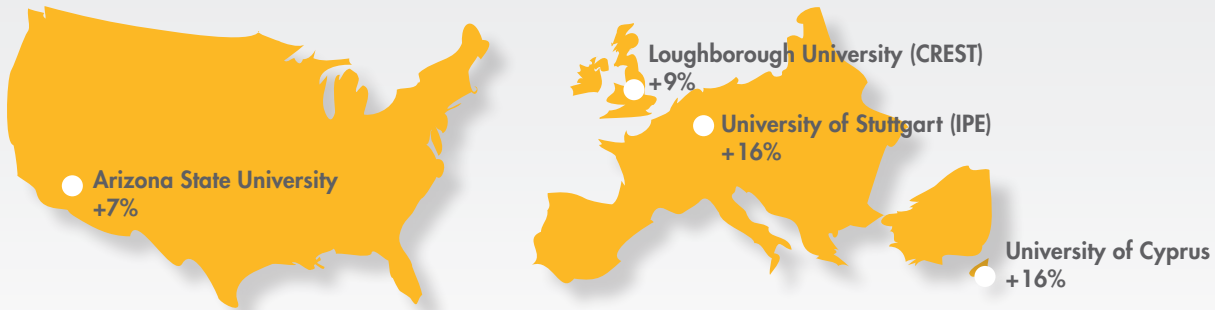 Loughborough University (CREST)
+9%
University of Stuttgart (IPE)
+16%
Arizona State University
+7%
University of Cyprus
+16%